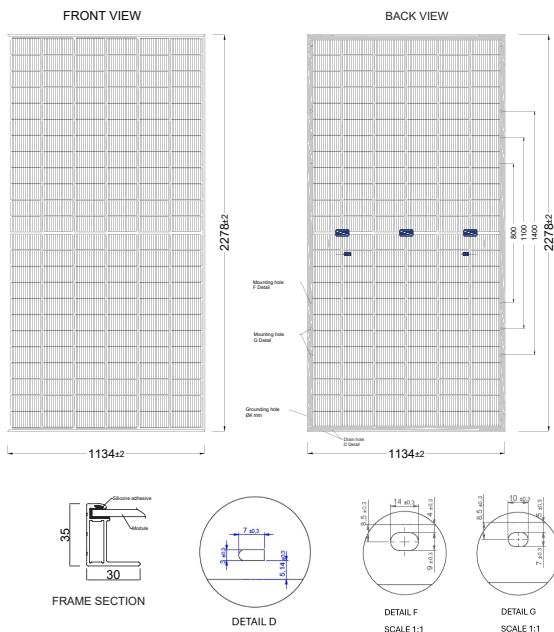 FRONT VIEW
BACK VIEW
2278±2
800
1100
1400
2278±2
Mounting hole
F Detail
Mounting hole
G Detail
Grounding hole
Ø4 mm
Drain hole
D Detail
1134±2
1134±2
Silicone adhesive
Module
35
30
FRAME SECTION
7 ±0,3
3 ±0,3
5,14 ±0,3
DETAIL D
14 ±0,3
8,5 ±0,3
4 ±0,3
9 ±0,3
DETAIL F
SCALE 1:1
10 ±0,3
8,5 ±0,3
5 ±0,3
7 ±0,3
DETAIL G
SCALE 1:1